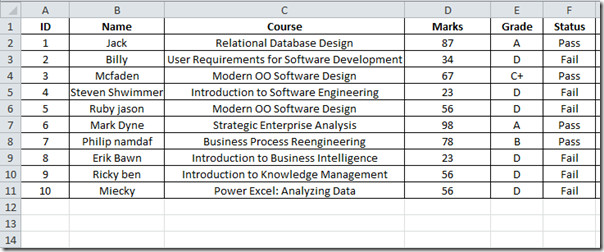 A B C D E F
1 ID Name Course Marks Grade Status
2 1 Jack Relational Database Design 87 A Pass
3 2 Billy User Requirements for Software Development 34 D Fail
4 3 Mcfaden Modern OO Software Design 67 C+ Pass
5 4 Steven Shwimmer Introduction to Software Engineering 23 D Fail
6 5 Ruby jason Modern OO Software Design 56 D Fail
7 6 Mark Dyne Strategic Enterprise Analysis 98 A Pass
8 7 Philip namdaf Business Process Reengineering 78 B Pass
9 8 Erik Bawn Introduction to Business Intelligence 23 D Fail
10 9 Ricky ben Introduction to Knowledge Management 56 D Fail
11 10 Miecky Power Excel: Analyzing Data 56 D Fail
12
13
14